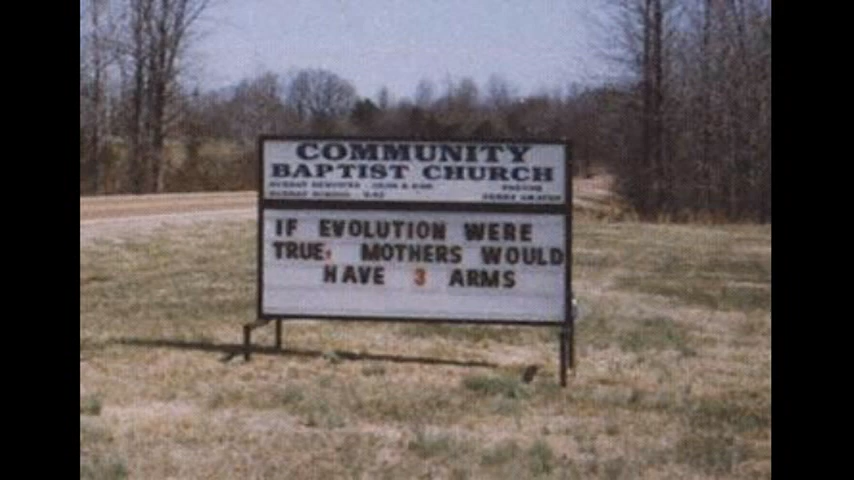 COMMUNITY
BAPTIST CHURCH
IF EVOLUTION WERE
TRUE, MOTHERS WOULD
HAVE 3 ARMS